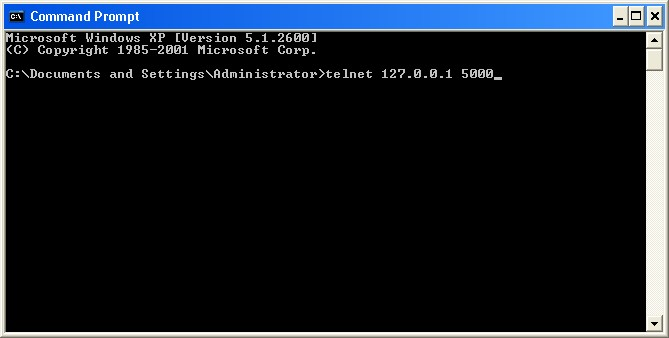 Command Prompt
Microsoft Windows XP [Version 5.1.2600]
(C) Copyright 1985-2001 Microsoft Corp.
C:\Documents and Settings\Administrator>telnet 127.0.0.1 5000_